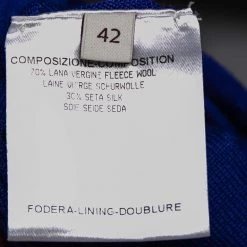 42
COMPOSIZIONE-COMPOSITION
70% LANA VERGINE FLEECE WOOL
LAINE VIERGE SCHURWOLLE
30% SETA SILK
SOIE SEIDE SEDA
FODERA-LINING-DOUBLURE